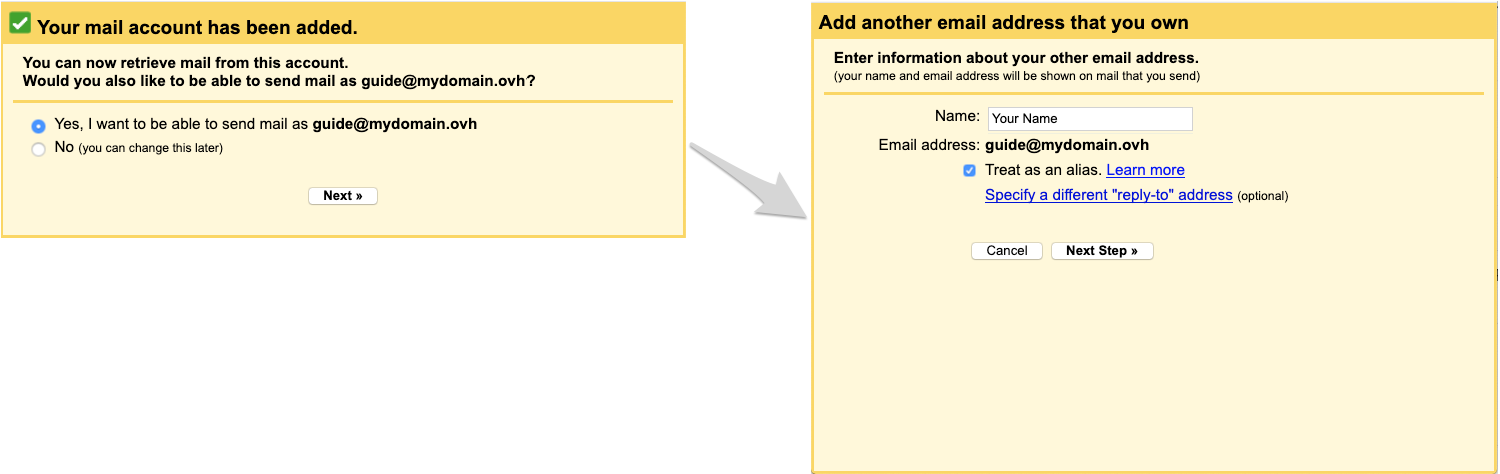 Your mail account has been added.
You can now retrieve mail from this account.
Would you also like to be able to send mail as guide@mydomain.ovh?
Yes, I want to be able to send mail as guide@mydomain.ovh
No (you can change this later)
Next »
Add another email address that you own
Enter information about your other email address.
(your name and email address will be shown on mail that you send)
Name: Your Name
Email address: guide@mydomain.ovh
Treat as an alias. Learn more
Specify a different "reply-to" address (optional)
Cancel Next Step »